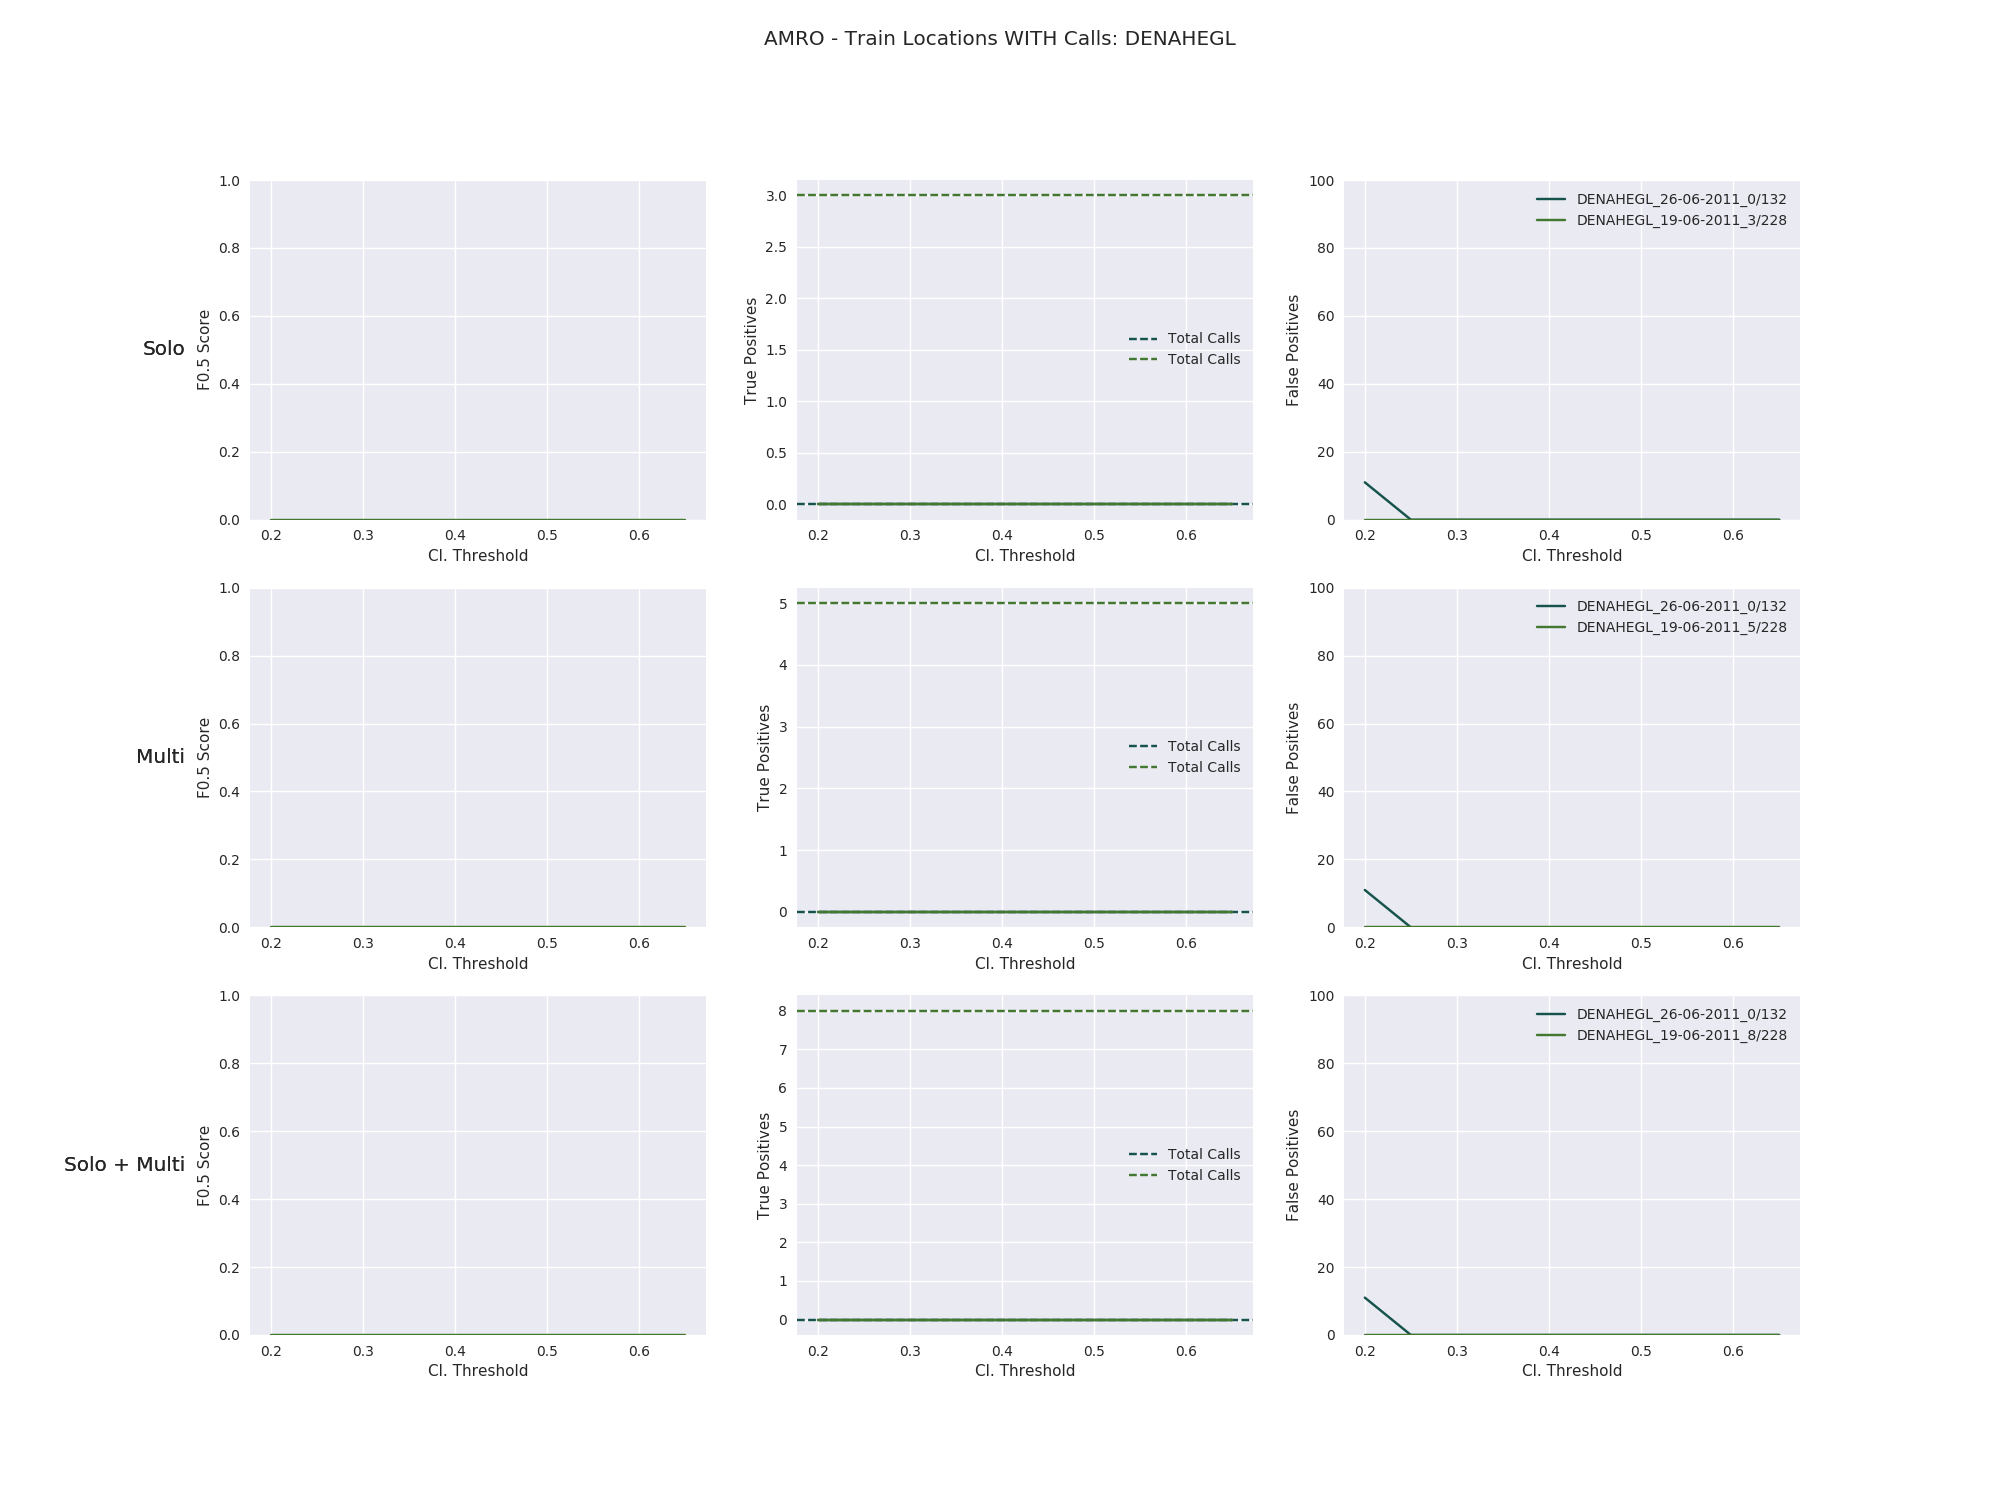 AMRO - Train Locations WITH Calls: DENAHEGL
Solo
F0.5 Score
1.0
0.8
0.6
0.4
0.2
0.0
0.2 0.3 0.4 0.5 0.6
Cl. Threshold
True Positives
3.0
2.5
2.0
1.5
1.0
0.5
0.0
Total Calls
Total Calls
0.2 0.3 0.4 0.5 0.6
Cl. Threshold
False Positives
100
80
60
40
20
0
DENAHEGL_26-06-2011_0/132
DENAHEGL_19-06-2011_3/228
0.2 0.3 0.4 0.5 0.6
Cl. Threshold
Multi
F0.5 Score
1.0
0.8
0.6
0.4
0.2
0.0
0.2 0.3 0.4 0.5 0.6
Cl. Threshold
True Positives
5
4
3
2
1
0
Total Calls
Total Calls
0.2 0.3 0.4 0.5 0.6
Cl. Threshold
False Positives
100
80
60
40
20
0
DENAHEGL_26-06-2011_0/132
DENAHEGL_19-06-2011_5/228
0.2 0.3 0.4 0.5 0.6
Cl. Threshold
Solo + Multi
F0.5 Score
1.0
0.8
0.6
0.4
0.2
0.0
0.2 0.3 0.4 0.5 0.6
Cl. Threshold
True Positives
8
7
6
5
4
3
2
1
0
Total Calls
Total Calls
0.2 0.3 0.4 0.5 0.6
Cl. Threshold
False Positives
100
80
60
40
20
0
DENAHEGL_26-06-2011_0/132
DENAHEGL_19-06-2011_8/228
0.2 0.3 0.4 0.5 0.6
Cl. Threshold